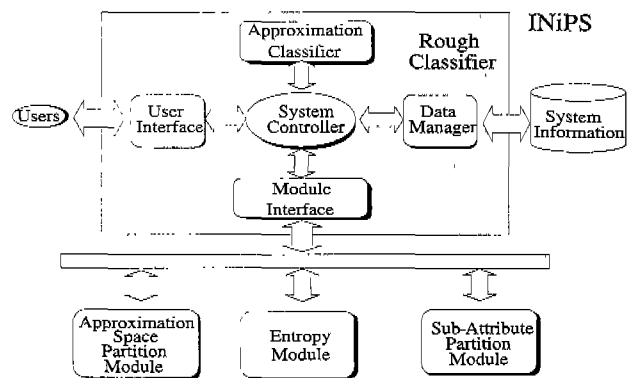 INiPS
Approximation
Classifier
Rough
Classifier
Users
User
Interface
System
Controller
Data
Manager
System
Information
Module
Interface
Approximation
Space
Partition
Module
Entropy
Module
Sub-Attribute
Partition
Module